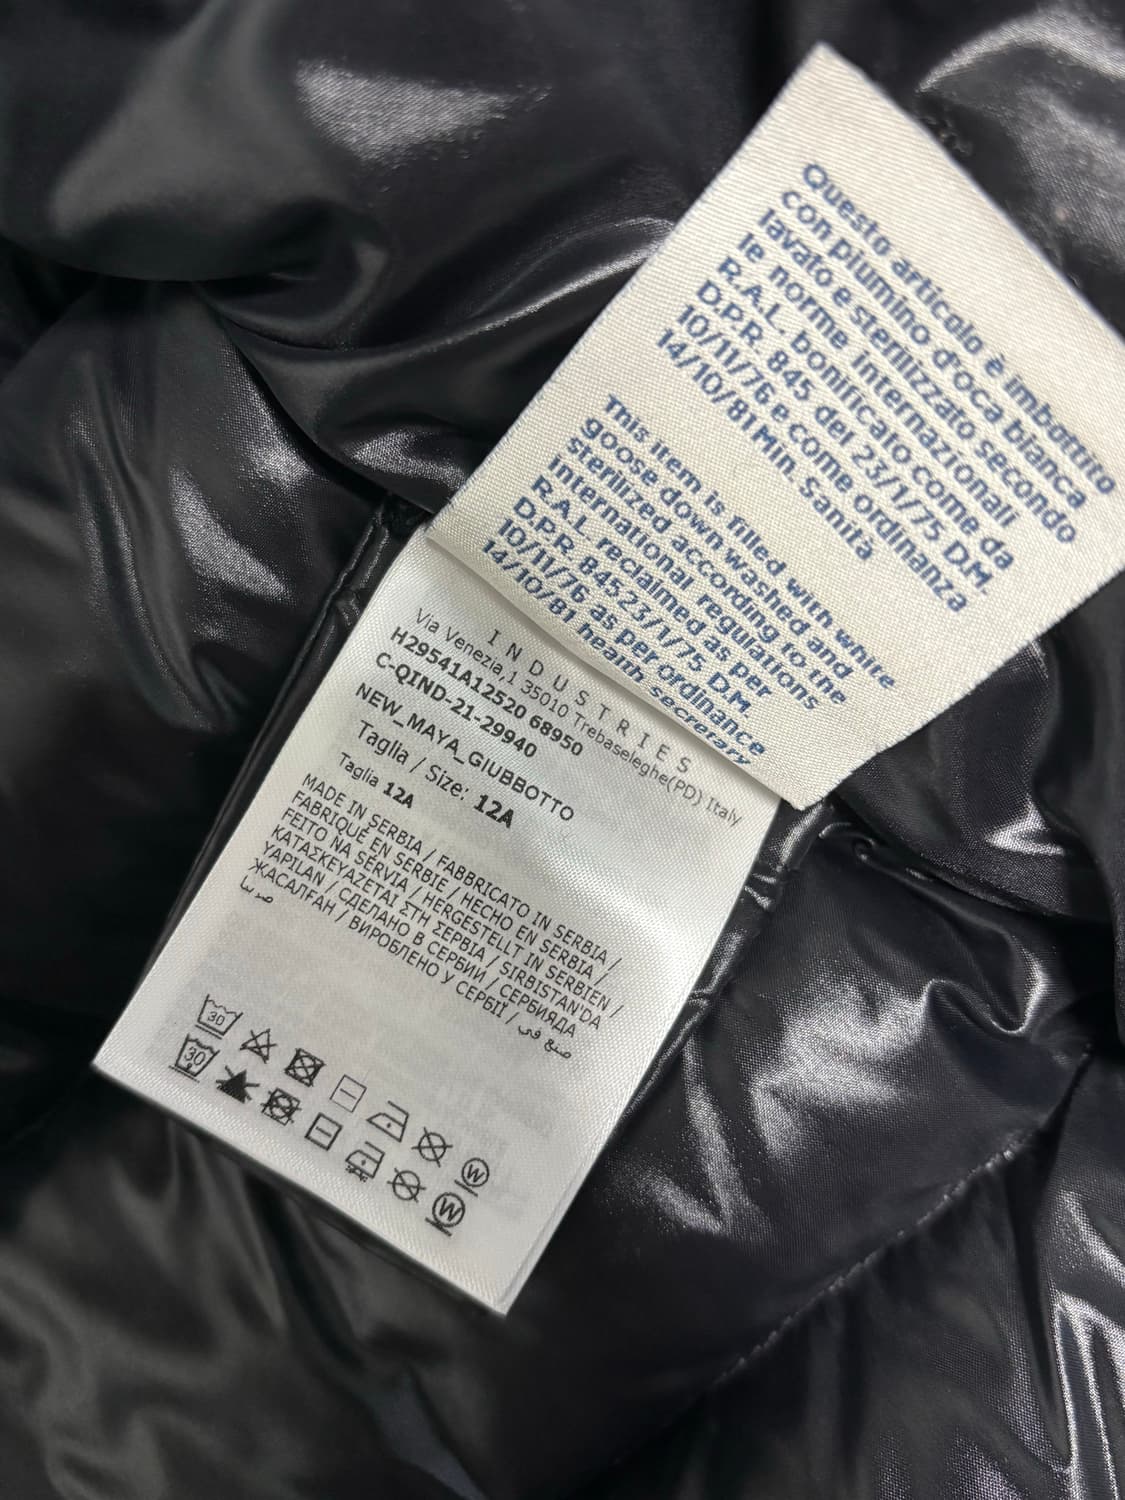 Questo articolo è imbottito
con piumino d'oca bianca
lavato e sterilizzato secondo
le norme internazionali
R.A.L. bonificato come da
D.P.R. 845 del 23/1/75 D.M.
10/11/76 e come ordinanza
14/10/81 Min. Sanità
This item is filled with white
goose down washed and
sterilized according to the
international regulations
R.A.L. reclaimed as per
D.P.R. 845 23/1/75 D.M.
10/11/76 as per ordinance
14/10/81 health secretary
INDUSTRIES
Via Venezia,1 35010 Trebaseleghe(PD) Italy
H29541A12520 68950
C-QIND-21-29940
NEW_MAYA_GIUBBOTTO
Taglia / Size: 12A
Taglia 12A
MADE IN SERBIA / FABBRICATO IN SERBIA /
FABRIQUÉ EN SERBIE / HECHO EN SERBIA /
FEITO NA SÉRVIA / HERGESTELLT IN SERBIEN /
ΚΑΤΑΣΚΕΥΑΖΕΤΑΙ ΣΤΗ ΣΕΡΒΙΑ / SIRBISTAN'DA
YAPILAN / СДЕЛАНО В СЕРБИИ / СЕРБИЯДА
ЖАСАЛҒАН / ВИРОБЛЕНО У СЕРБІЇ / صنع في
30
W
30
W